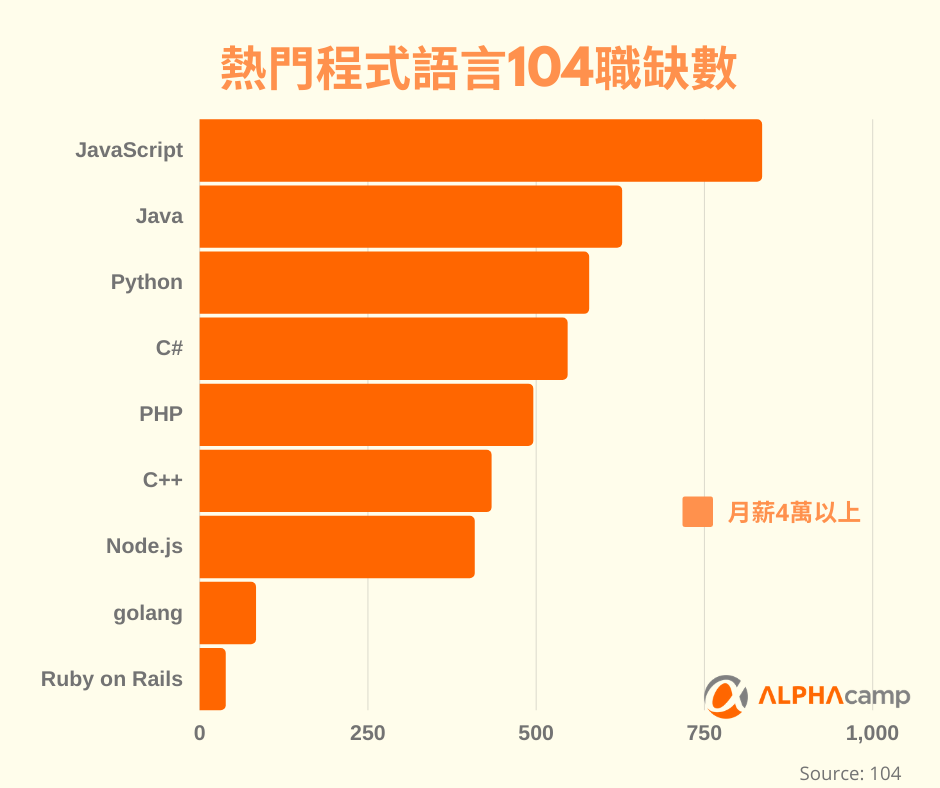 熱門程式語言104職缺數
JavaScript
Java
Python
C#
PHP
C++
Node.js
golang
Ruby on Rails
月薪4萬以上
ALPHAcamp
0 250 500 750 1,000
Source: 104